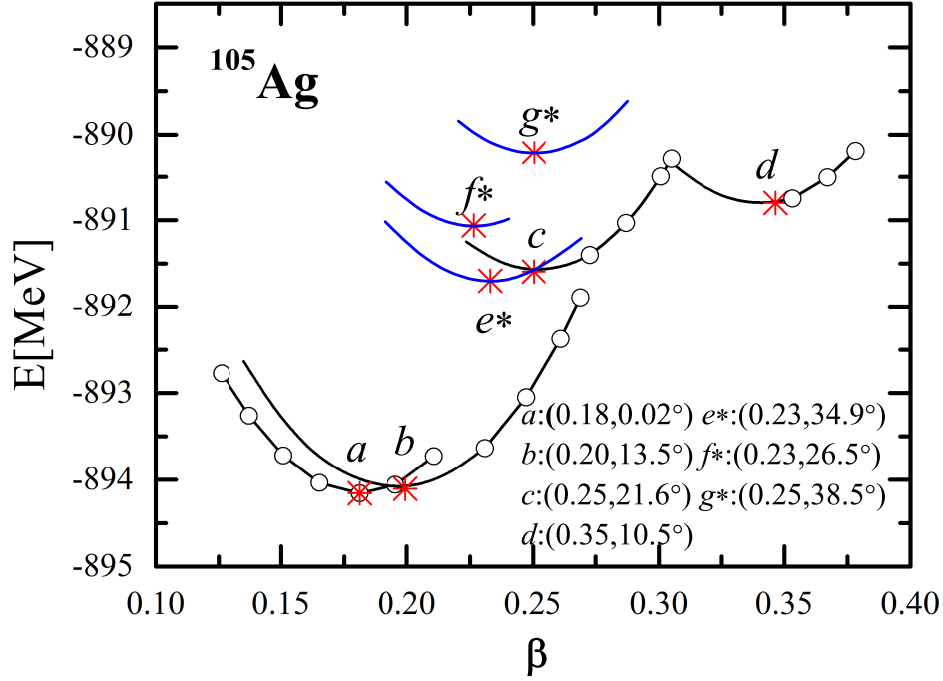 -889
105Ag
g*
-890
d
f*
-891
c
E[MeV]
-892
e*
-893
a:(0.18,0.02°) e*:(0.23,34.9°)
a b
b:(0.20,13.5°) f*:(0.23,26.5°)
-894
c:(0.25,21.6°) g*:(0.25,38.5°)
d:(0.35,10.5°)
-895
0.10 0.15 0.20 0.25 0.30 0.35 0.40
β